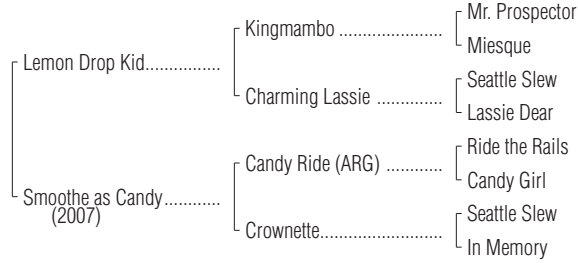 Mr. Prospector
Kingmambo ......................
Miesque
Lemon Drop Kid................
Seattle Slew
Charming Lassie ..............
Lassie Dear
Ride the Rails
Candy Ride (ARG) ............
Candy Girl
Smoothe as Candy............
(2007)
Seattle Slew
Crownette..........................
In Memory